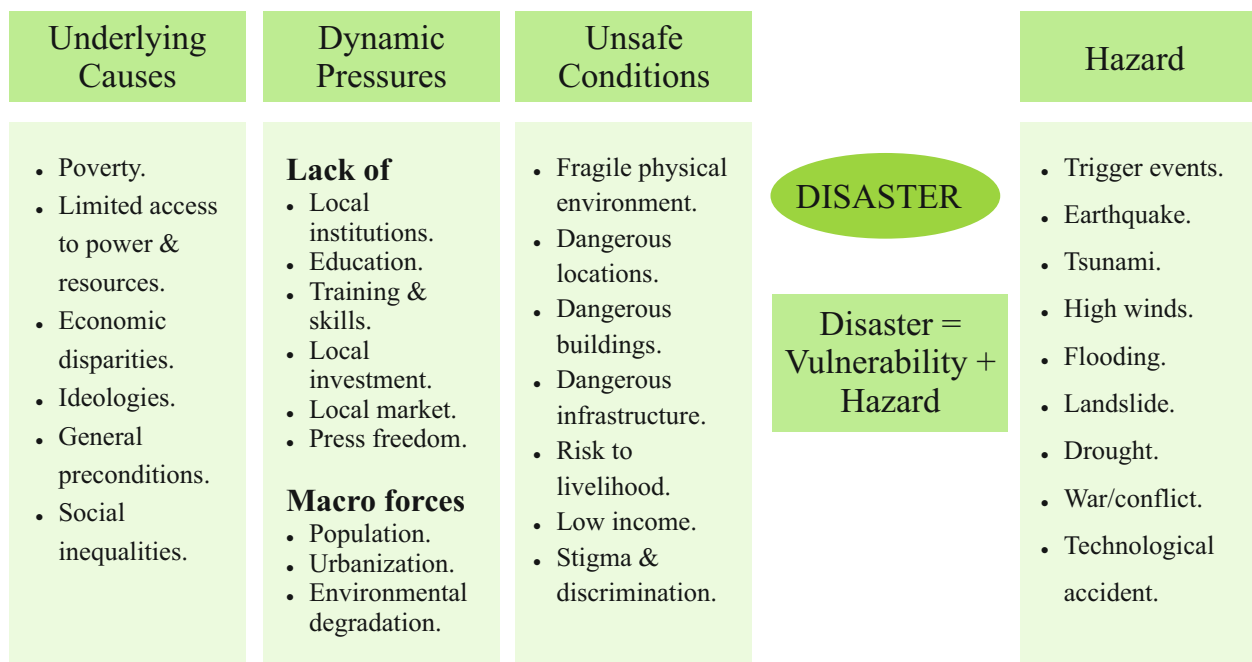 Underlying
Causes
• Poverty.
• Limited access
to power &
resources.
• Economic
disparities.
• Ideologies.
• General
preconditions.
• Social
inequalities.
Dynamic
Pressures
Lack of
• Local
institutions.
• Education.
• Training &
skills.
• Local
investment.
• Local market.
• Press freedom.
Macro forces
• Population.
• Urbanization.
• Environmental
degradation.
Unsafe
Conditions
• Fragile physical
environment.
• Dangerous
locations.
• Dangerous
buildings.
• Dangerous
infrastructure.
• Risk to
livelihood.
• Low income.
• Stigma &
discrimination.
DISASTER
Disaster =
Vulnerability +
Hazard
Hazard
• Trigger events.
• Earthquake.
• Tsunami.
• High winds.
• Flooding.
• Landslide.
• Drought.
• War/conflict.
• Technological
accident.